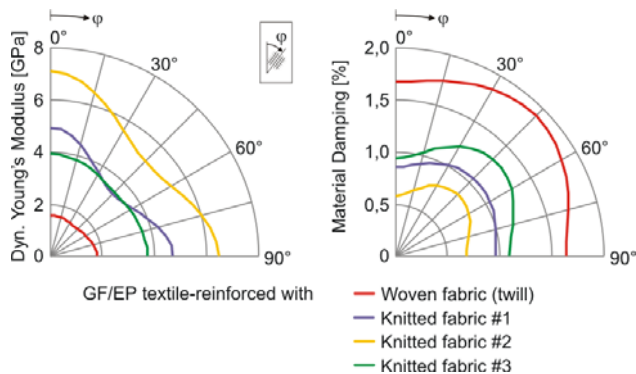 φ
φ
0°
30°
60°
90°
8
6
4
2
0
Dyn. Young's Modulus [GPa]
φ
0°
30°
60°
90°
2,0
1,5
1,0
0,5
0
Material Damping [%]
GF/EP textile-reinforced with
Woven fabric (twill)
Knitted fabric #1
Knitted fabric #2
Knitted fabric #3